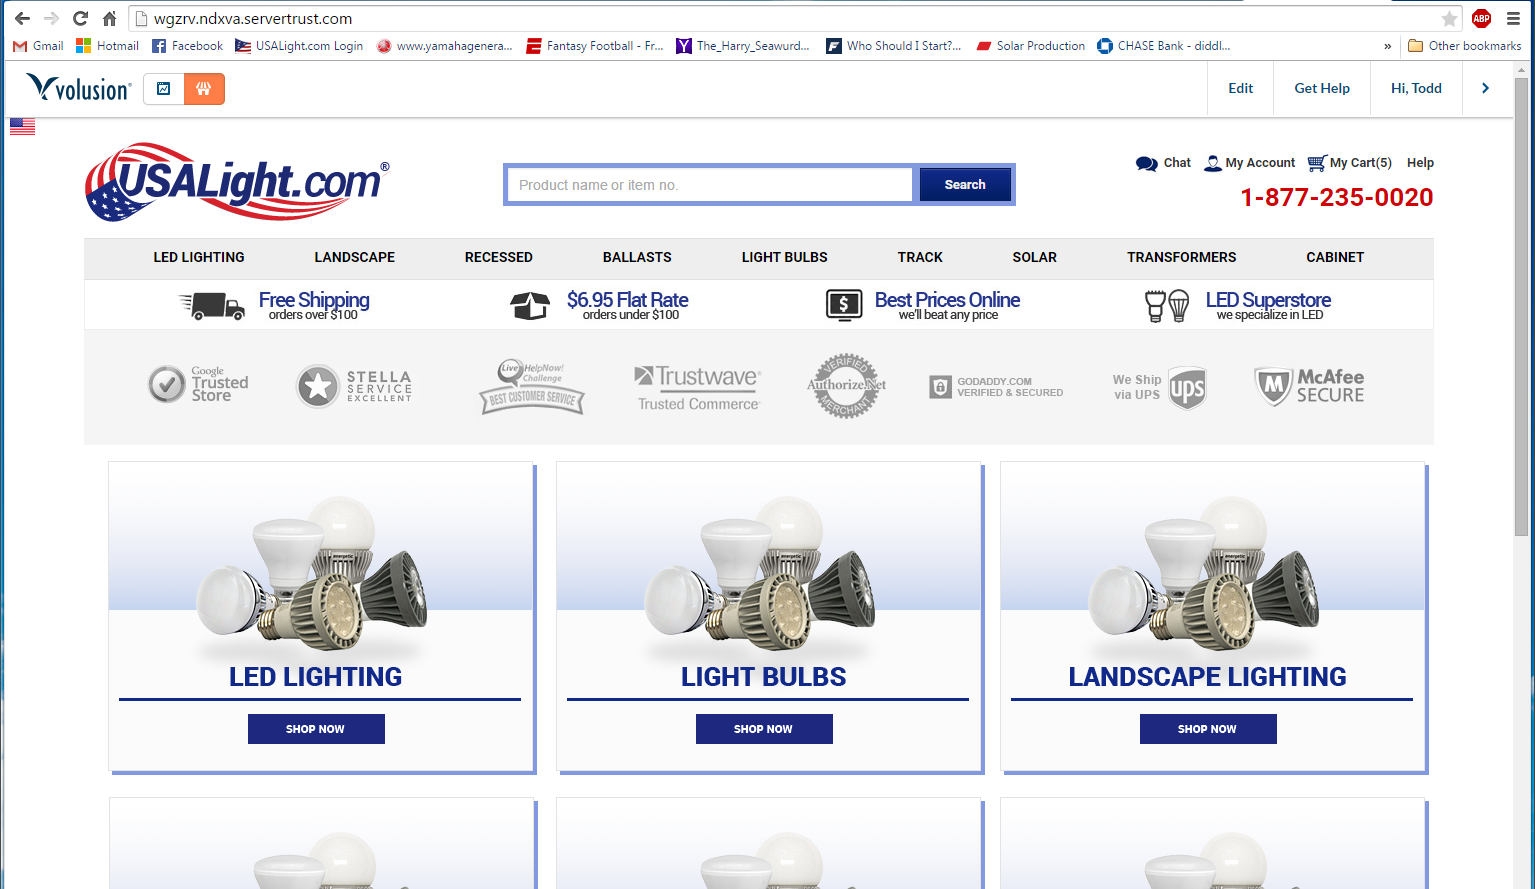 wgzrv.ndxva.servertrust.com
ABP
Gmail
Hotmail
Facebook
USALight.com Login
www.yamahagenera...
Fantasy Football - Fr...
The_Harry_Seawurd...
Who Should I Start?...
Solar Production
CHASE Bank - diddl...
»
Other bookmarks
volusion
Edit
Get Help
Hi, Todd
USALight.com®
Product name or item no.
Search
Chat
My Account
My Cart(5)
Help
1-877-235-0020
LED LIGHTING
LANDSCAPE
RECESSED
BALLASTS
LIGHT BULBS
TRACK
SOLAR
TRANSFORMERS
CABINET
Free Shipping
orders over $100
$6.95 Flat Rate
orders under $100
$
Best Prices Online
we'll beat any price
LED Superstore
we specialize in LED
Google
Trusted
Store
STELLA
SERVICE
EXCELLENT
Live HelpNow!
Challenge
BEST CUSTOMER SERVICE
Trustwave®
Trusted Commerce
VERIFIED
Authorize.Net
MERCHANT
GODADDY.COM
VERIFIED & SECURED
We Ship
via UPS
ups
M
McAfee
SECURE
energetic
energetic
energetic
LED LIGHTING
SHOP NOW
LIGHT BULBS
SHOP NOW
LANDSCAPE LIGHTING
SHOP NOW